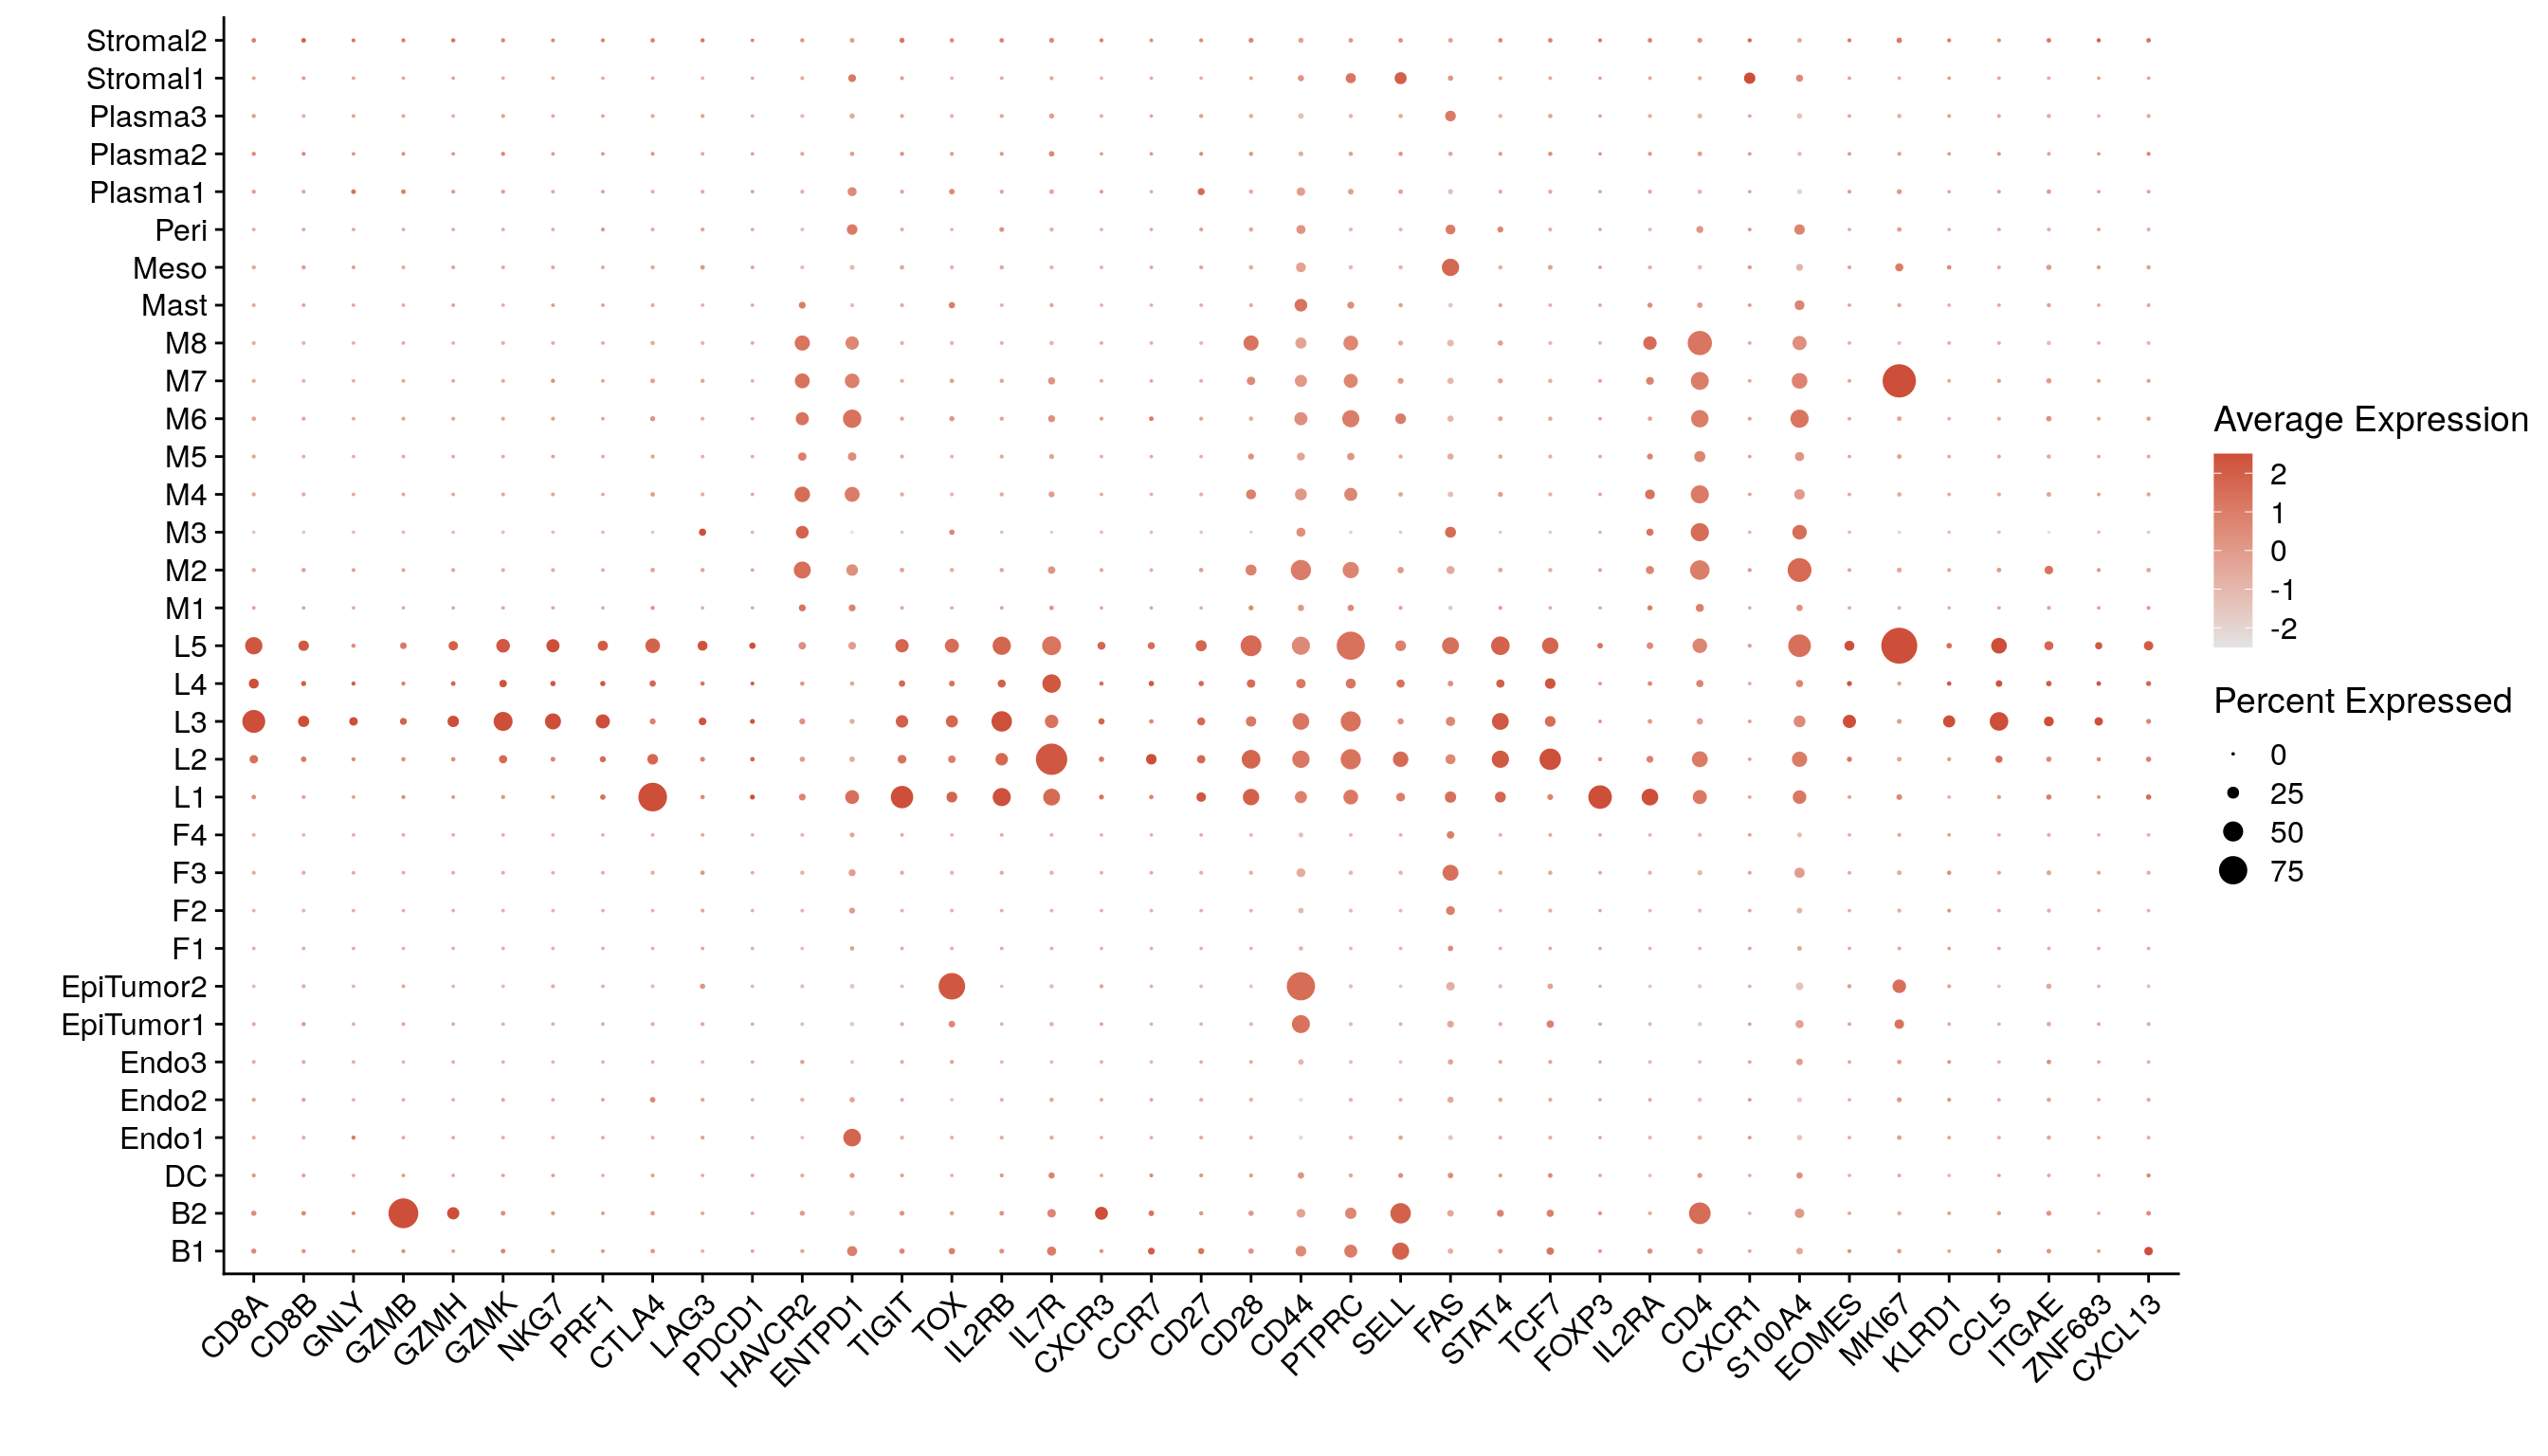 Stromal2
Stromal1
Plasma3
Plasma2
Plasma1
Peri
Meso
Mast
M8
M7
M6
M5
M4
M3
M2
M1
L5
L4
L3
L2
L1
F4
F3
F2
F1
EpiTumor2
EpiTumor1
Endo3
Endo2
Endo1
DC
B2
B1
CD8A
CD8B
GNLY
GZMB
GZMH
GZMK
NKG7
PRF1
CTLA4
LAG3
PDCD1
HAVCR2
ENTPD1
TIGIT
TOX
IL2RB
IL7R
CXCR3
CCR7
CD27
CD28
CD44
PTPRC
SELL
FAS
STAT4
TCF7
FOXP3
IL2RA
CD4
CXCR1
S100A4
EOMES
MKI67
KLRD1
CCL5
ITGAE
ZNF683
CXCL13
Average Expression
2
1
0
-1
-2
Percent Expressed
0
25
50
75